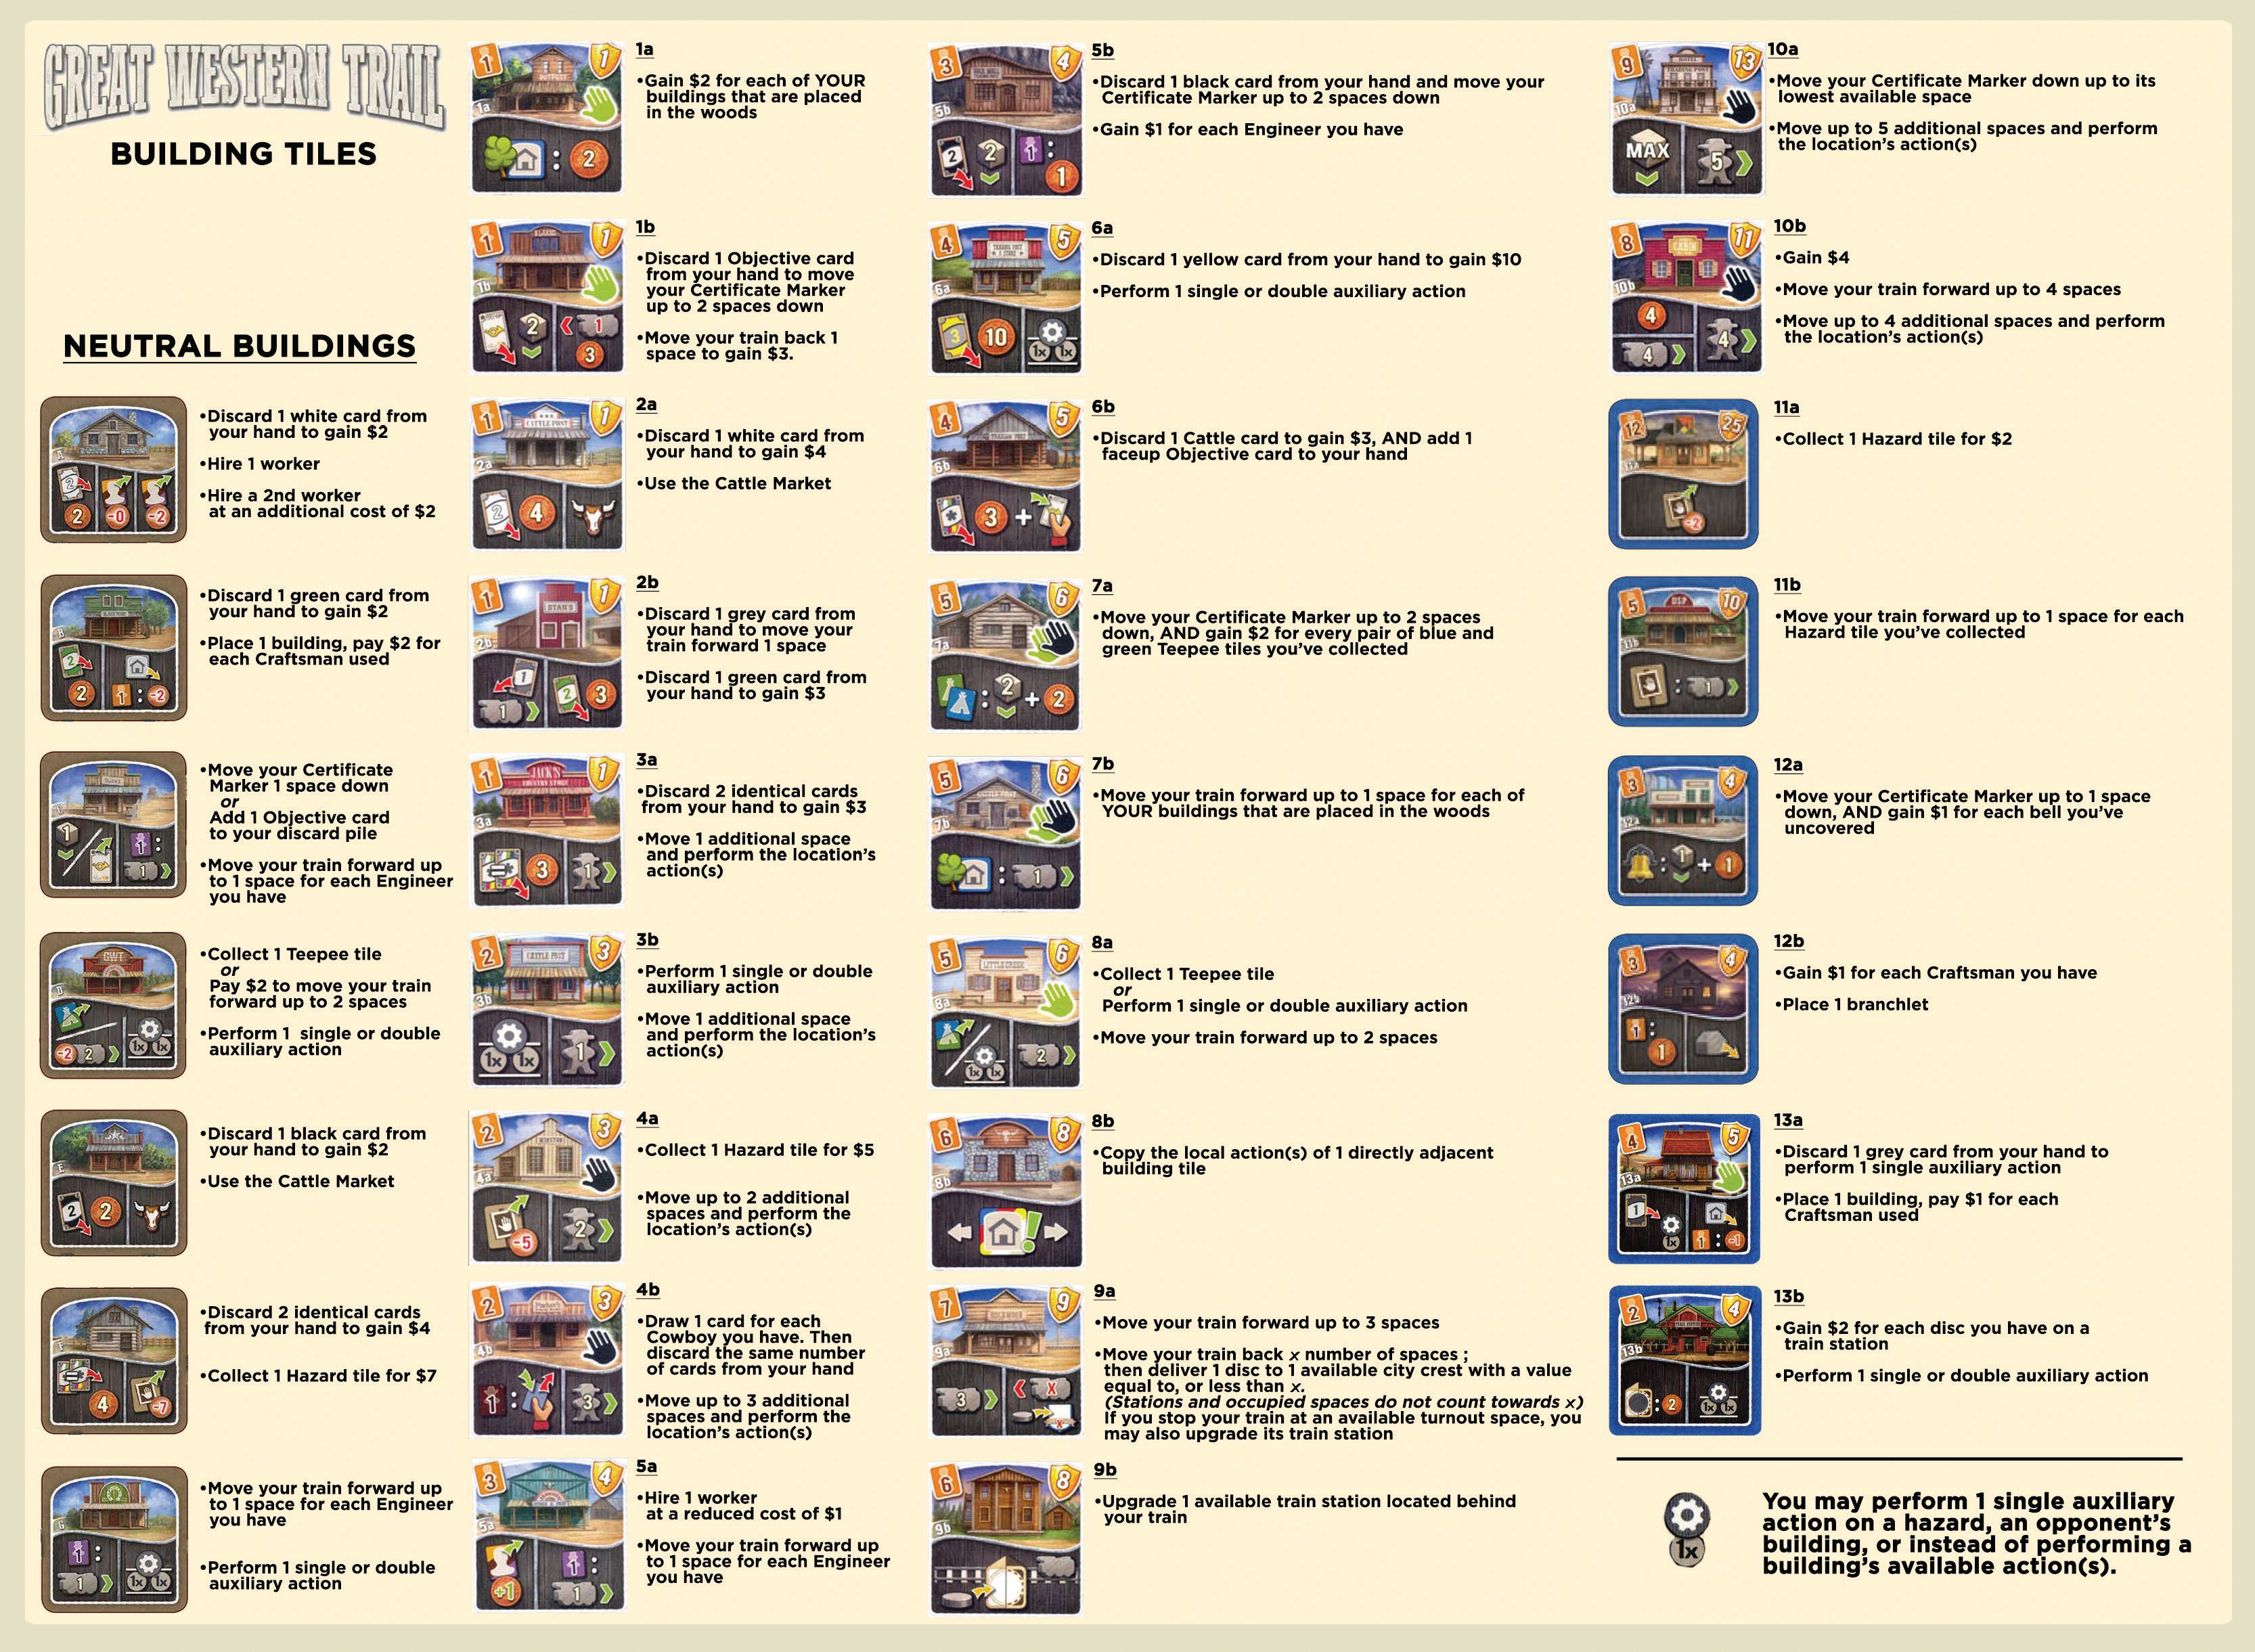 GREAT WESTERN TRAIL
BUILDING TILES
NEUTRAL BUILDINGS
•Discard 1 white card from
your hand to gain $2
•Hire 1 worker
•Hire a 2nd worker
at an additional cost of $2
•Discard 1 green card from
your hand to gain $2
•Place 1 building, pay $2 for
each Craftsman used
•Move your Certificate
Marker 1 space down
or
Add 1 Objective card
to your discard pile
•Move your train forward up
to 1 space for each Engineer
you have
•Collect 1 Teepee tile
or
Pay $2 to move your train
forward up to 2 spaces
•Perform 1 single or double
auxiliary action
•Discard 1 black card from
your hand to gain $2
•Use the Cattle Market
•Discard 2 identical cards
from your hand to gain $4
•Collect 1 Hazard tile for $7
•Move your train forward up
to 1 space for each Engineer
you have
•Perform 1 single or double
auxiliary action
1a
•Gain $2 for each of YOUR
buildings that are placed
in the woods
1b
•Discard 1 Objective card
from your hand to move
your Certificate Marker
up to 2 spaces down
•Move your train back 1
space to gain $3.
2a
•Discard 1 white card from
your hand to gain $4
•Use the Cattle Market
2b
•Discard 1 grey card from
your hand to move your
train forward 1 space
•Discard 1 green card from
your hand to gain $3
3a
•Discard 2 identical cards
from your hand to gain $3
•Move 1 additional space
and perform the location's
action(s)
3b
•Perform 1 single or double
auxiliary action
•Move 1 additional space
and perform the location's
action(s)
4a
•Collect 1 Hazard tile for $5
•Move up to 2 additional
spaces and perform the
location's action(s)
4b
•Draw 1 card for each
Cowboy you have. Then
discard the same number
of cards from your hand
•Move up to 3 additional
spaces and perform the
location's action(s)
5a
•Hire 1 worker
at a reduced cost of $1
•Move your train forward up
to 1 space for each Engineer
you have
5b
•Discard 1 black card from your hand and move your
Certificate Marker up to 2 spaces down
•Gain $1 for each Engineer you have
6a
•Discard 1 yellow card from your hand to gain $10
•Perform 1 single or double auxiliary action
6b
•Discard 1 Cattle card to gain $3, AND add 1
faceup Objective card to your hand
7a
•Move your Certificate Marker up to 2 spaces
down, AND gain $2 for every pair of blue and
green Teepee tiles you've collected
7b
•Move your train forward up to 1 space for each of
YOUR buildings that are placed in the woods
8a
•Collect 1 Teepee tile
or
Perform 1 single or double auxiliary action
•Move your train forward up to 2 spaces
8b
•Copy the local action(s) of 1 directly adjacent
building tile
9a
•Move your train forward up to 3 spaces
•Move your train back x number of spaces ;
then deliver 1 disc to 1 available city crest with a value
equal to, or less than x.
(Stations and occupied spaces do not count towards x)
If you stop your train at an available turnout space, you
may also upgrade its train station
9b
•Upgrade 1 available train station located behind
your train
10a
•Move your Certificate Marker down up to its
lowest available space
•Move up to 5 additional spaces and perform
the location's action(s)
10b
•Gain $4
•Move your train forward up to 4 spaces
•Move up to 4 additional spaces and perform
the location's action(s)
11a
•Collect 1 Hazard tile for $2
11b
•Move your train forward up to 1 space for each
Hazard tile you've collected
12a
•Move your Certificate Marker up to 1 space
down, AND gain $1 for each bell you've
uncovered
12b
•Gain $1 for each Craftsman you have
•Place 1 branchlet
13a
•Discard 1 grey card from your hand to
perform 1 single auxiliary action
•Place 1 building, pay $1 for each
Craftsman used
13b
•Gain $2 for each disc you have on a
train station
•Perform 1 single or double auxiliary action
1x
You may perform 1 single auxiliary
action on a hazard, an opponent's
building, or instead of performing a
building's available action(s).